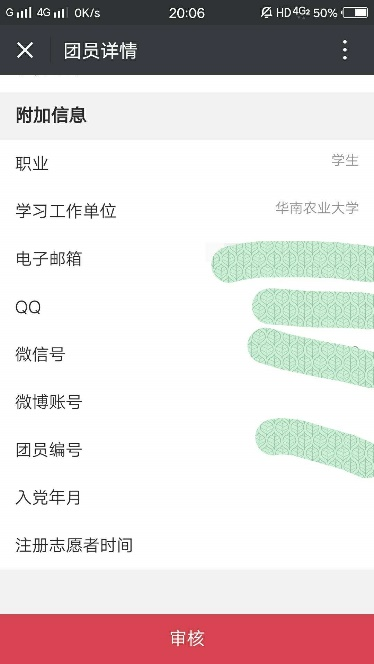 G 4G 0K/s 20:06 HD 4G 2 50%
团员详情
附加信息
职业 学生
学习工作单位 华南农业大学
电子邮箱
QQ
微信号
微博账号
团员编号
入党年月
注册志愿者时间
审核